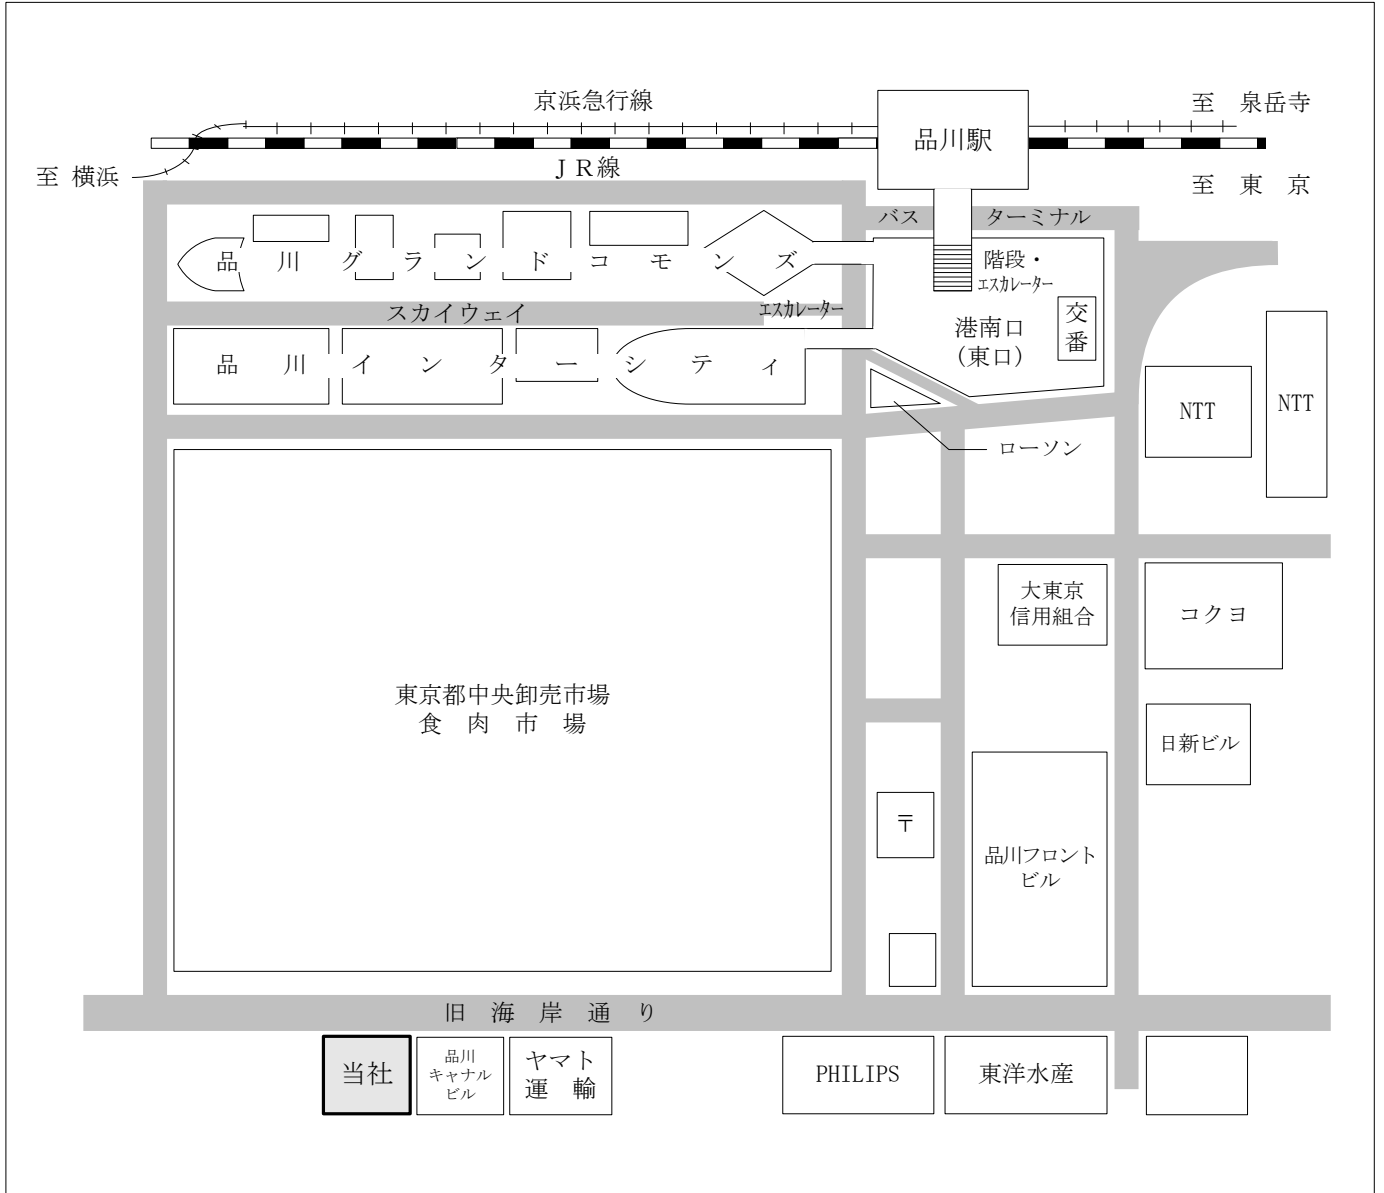 京浜急行線
至 泉岳寺
品川駅
至 横浜
ＪＲ線
至 東 京
バス ターミナル
品川グランドコモンズ
階段・
エスカレーター
スカイウェイ
エスカレーター
港南口
(東口)
交
番
品川インターシティ
NTT
NTT
ローソン
大東京
信用組合
コクヨ
東京都中央卸売市場
食 肉 市 場
日新ビル
〒
品川フロント
ビル
旧 海 岸 通 り
当社
品川
キャナル
ビル
ヤマト
運 輸
PHILIPS
東洋水産